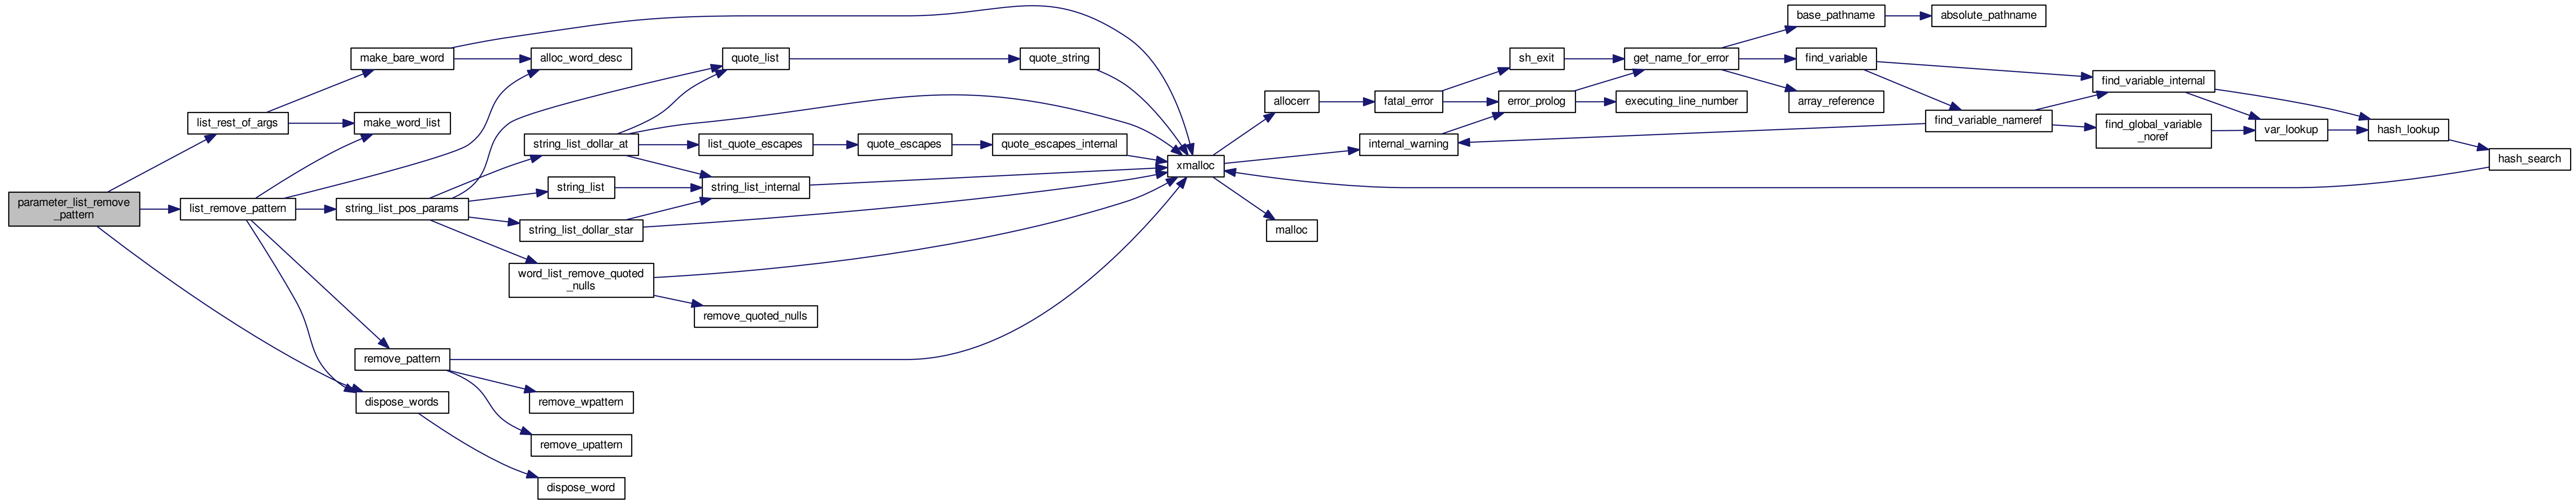 parameter_list_remove
_pattern
list_rest_of_args
list_remove_pattern
make_bare_word
make_word_list
string_list_pos_params
remove_pattern
dispose_words
alloc_word_desc
string_list_dollar_at
string_list
string_list_dollar_star
word_list_remove_quoted
_nulls
remove_wpattern
remove_upattern
dispose_word
quote_list
list_quote_escapes
string_list_internal
remove_quoted_nulls
quote_escapes
quote_string
quote_escapes_internal
xmalloc
allocerr
malloc
fatal_error
internal_warning
sh_exit
error_prolog
get_name_for_error
executing_line_number
base_pathname
find_variable
array_reference
absolute_pathname
find_variable_nameref
find_variable_internal
find_global_variable
_noref
var_lookup
hash_lookup
hash_search